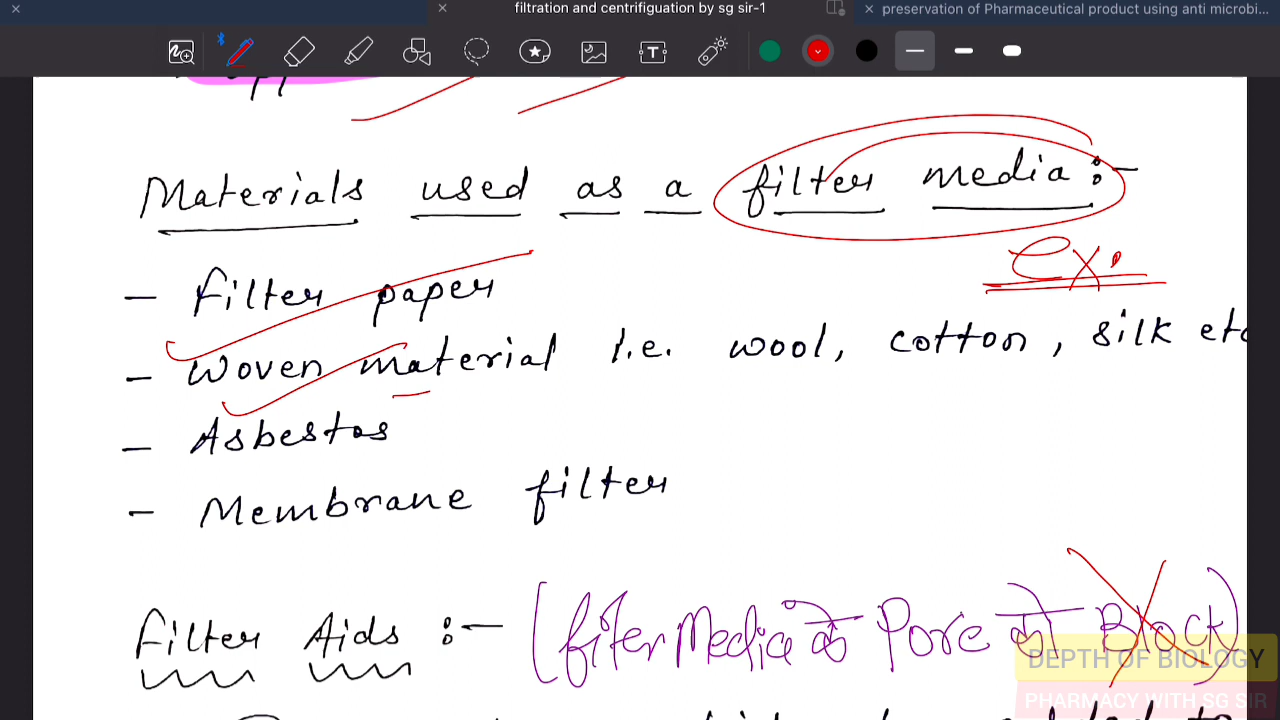 filtration and centrifiguation by sg sir-1
preservation of Pharmaceutical product using anti microbi...
Materials used as a filter media :-
Ex.
- Filter paper
- Woven material i.e. wool, cotton, silk etc
- Asbestos
- Membrane filter
Filter Aids :- (filter Media के Pore को Block)
DEPTH OF BIOLOGY
PHARMACY WITH SG SIR